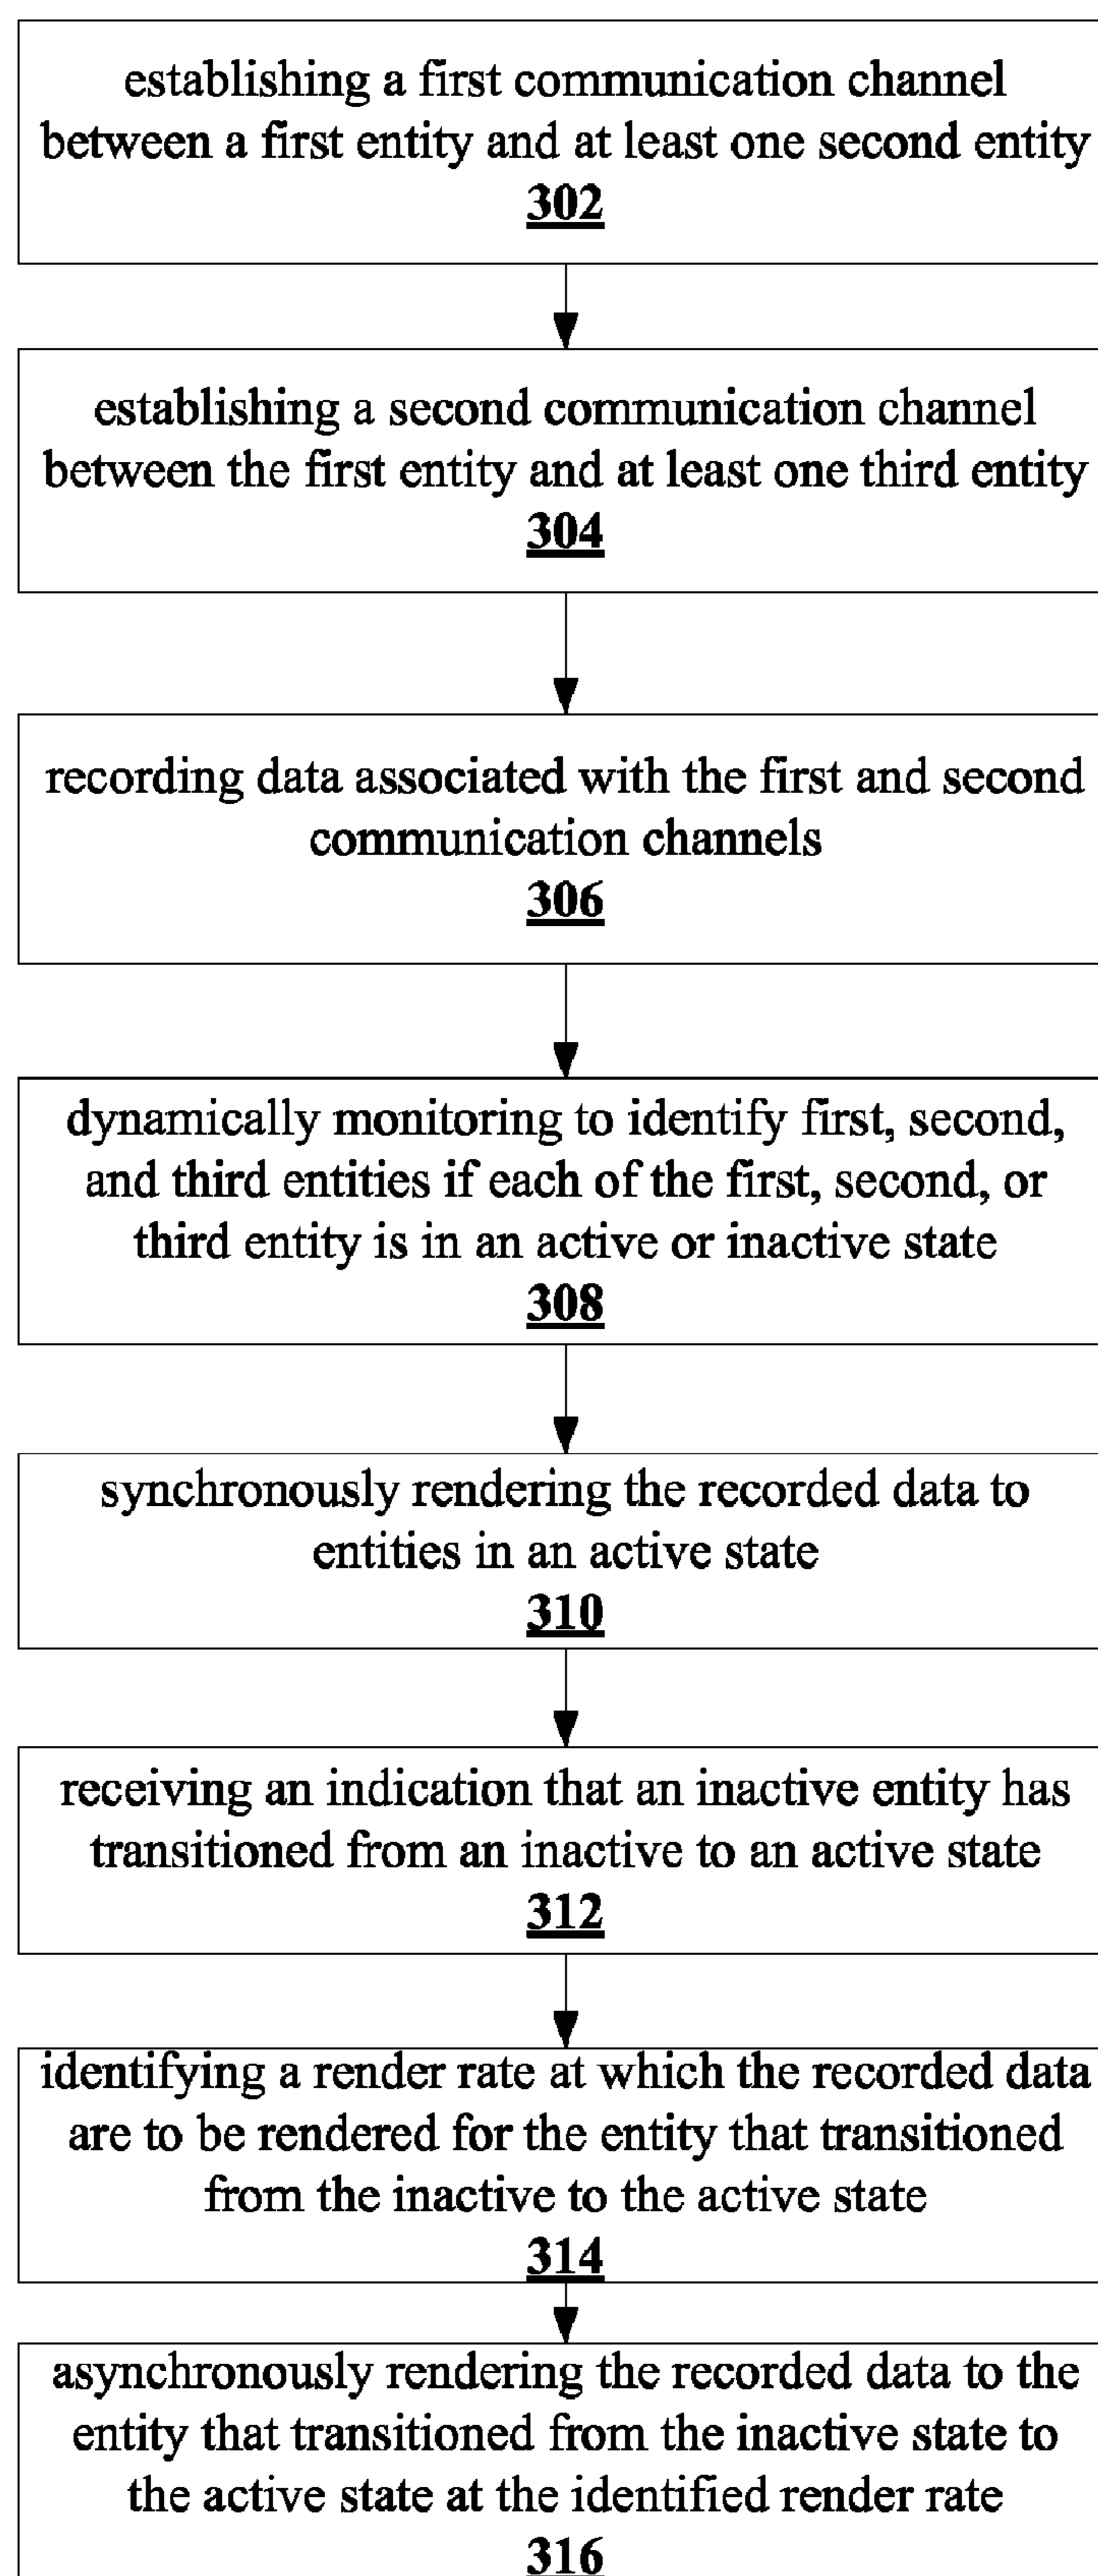 establishing a first communication channel
between a first entity and at least one second entity
302
establishing a second communication channel
between the first entity and at least one third entity
304
recording data associated with the first and second
communication channels
306
dynamically monitoring to identify first, second,
and third entities if each of the first, second, or
third entity is in an active or inactive state
308
synchronously rendering the recorded data to
entities in an active state
310
receiving an indication that an inactive entity has
transitioned from an inactive to an active state
312
identifying a render rate at which the recorded data
are to be rendered for the entity that transitioned
from the inactive to the active state
314
asynchronously rendering the recorded data to the
entity that transitioned from the inactive state to
the active state at the identified render rate
316